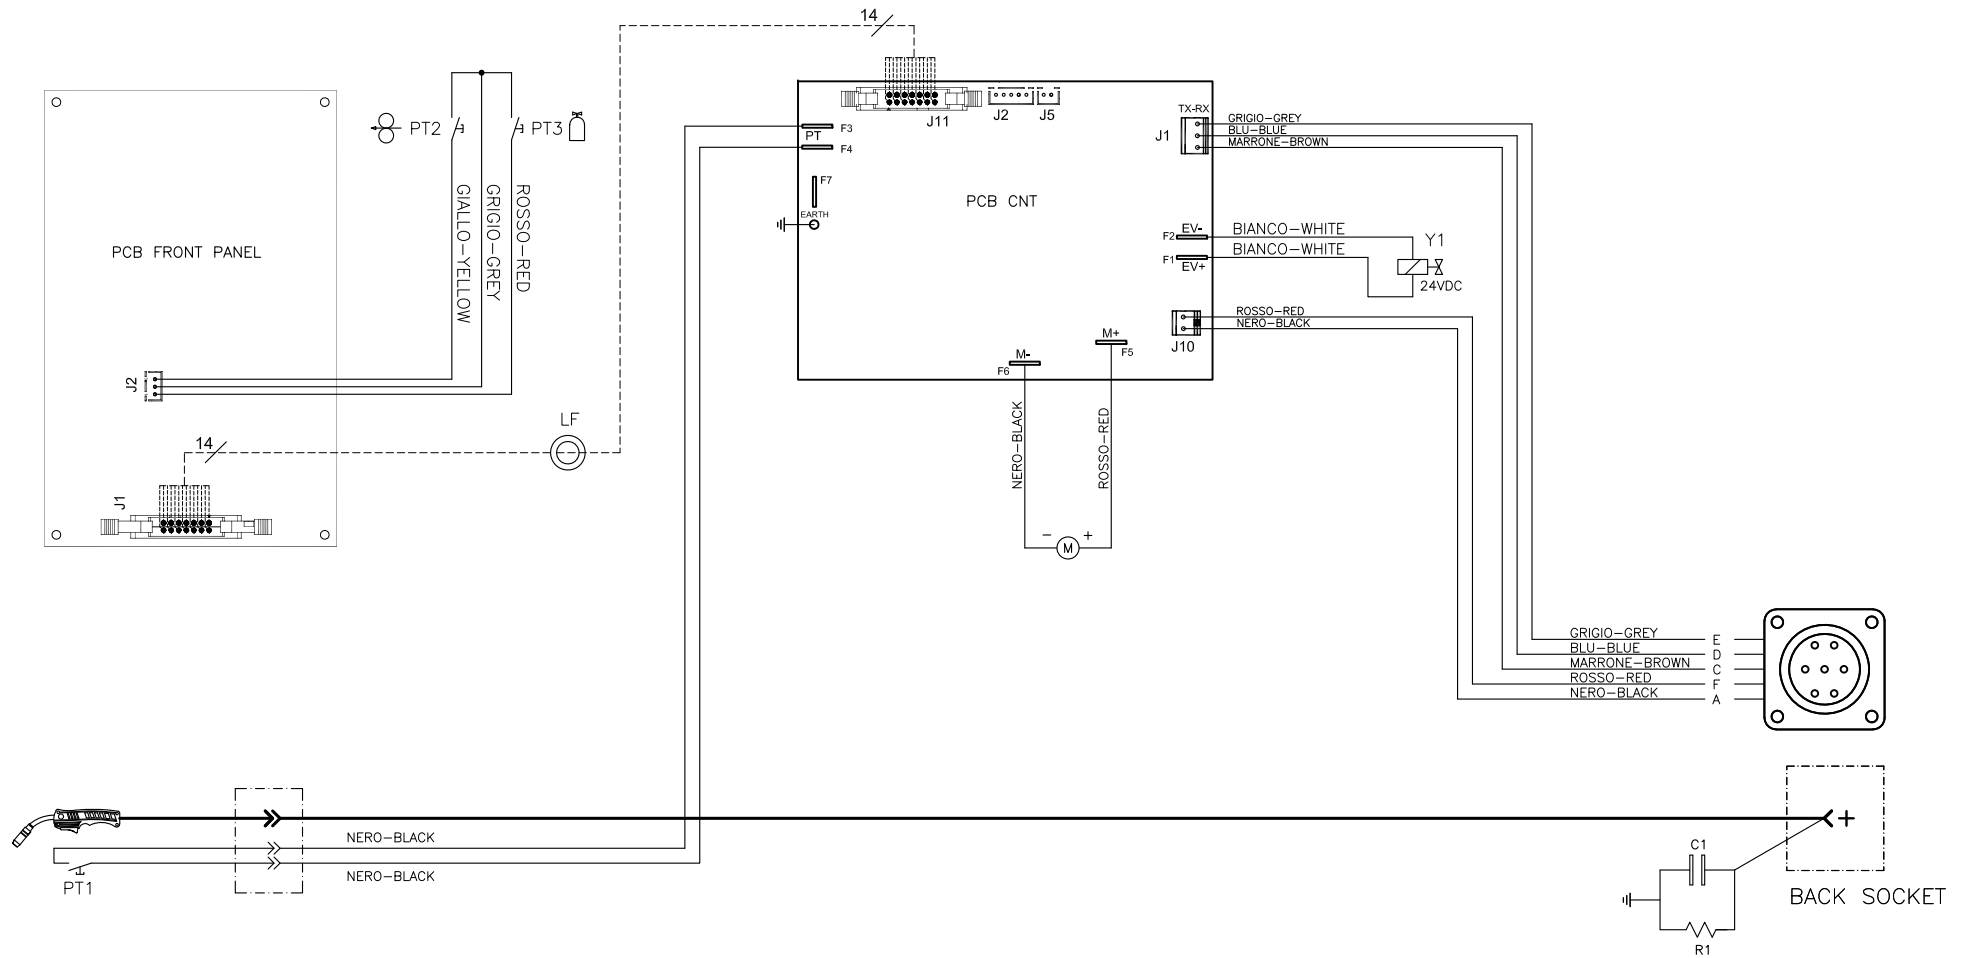 14
PT2
PT3
GIALLO-YELLOW
GRIGIO-GREY
ROSSO-RED
PCB FRONT PANEL
J2
14
J1
LF
J11
J2
J5
F3
PT
F4
F7
EARTH
PCB CNT
TX-RX
J1
GRIGIO-GREY
BLU-BLUE
MARRONE-BROWN
EV-
F2
BIANCO-WHITE
BIANCO-WHITE
F1
EV+
Y1
24VDC
ROSSO-RED
NERO-BLACK
J10
M+
F5
M-
F6
NERO-BLACK
ROSSO-RED
- +
M
GRIGIO-GREY E
BLU-BLUE D
MARRONE-BROWN C
ROSSO-RED F
NERO-BLACK A
NERO-BLACK
NERO-BLACK
PT1
+
BACK SOCKET
C1
R1